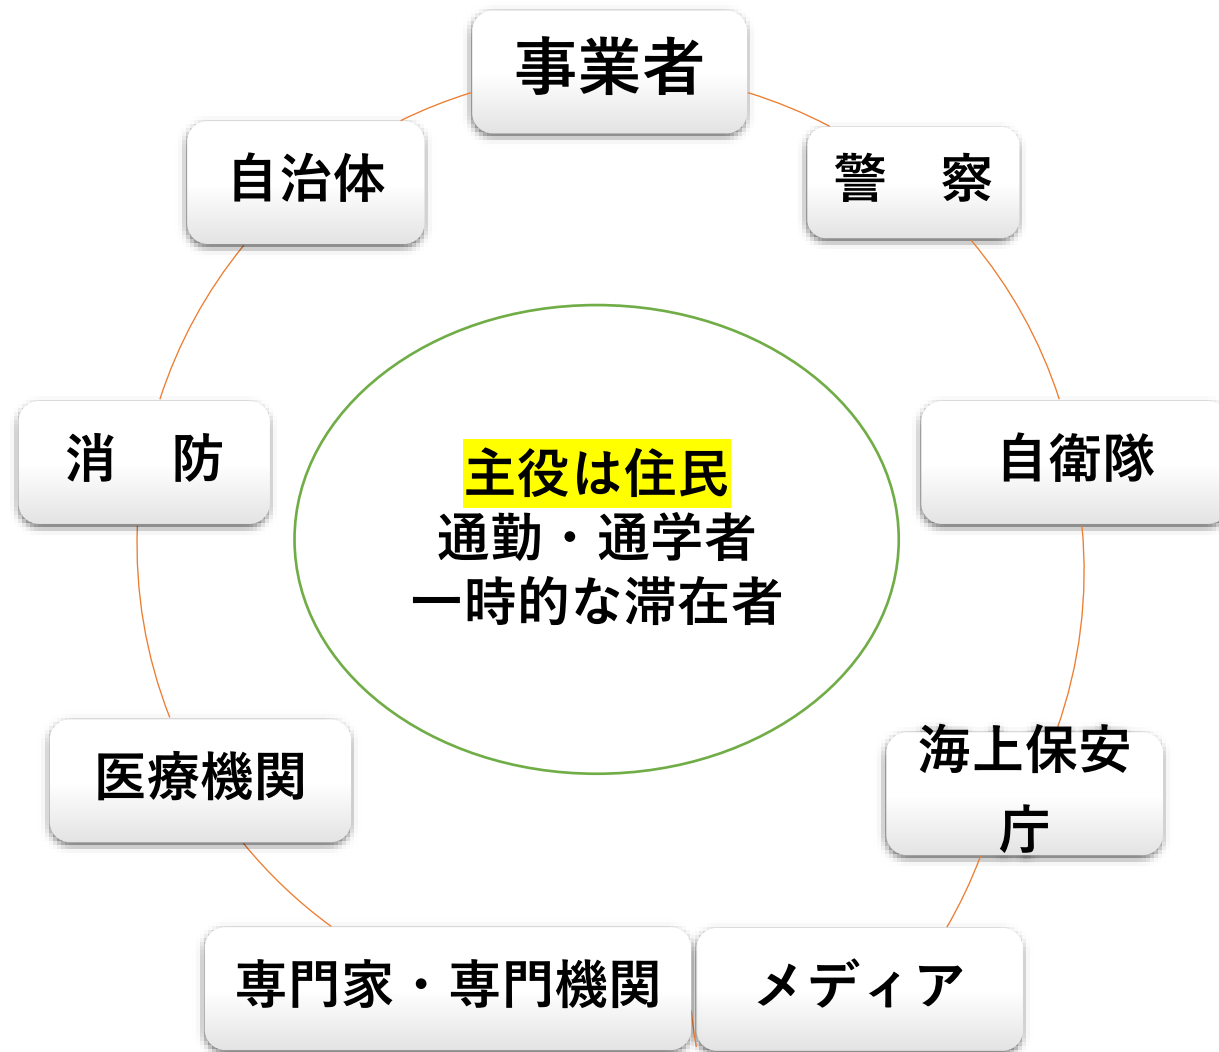 事業者
自治体
警　察
消　防
自衛隊
主役は住民
通勤・通学者
一時的な滞在者
医療機関
海上保安
庁
専門家・専門機関
メディア